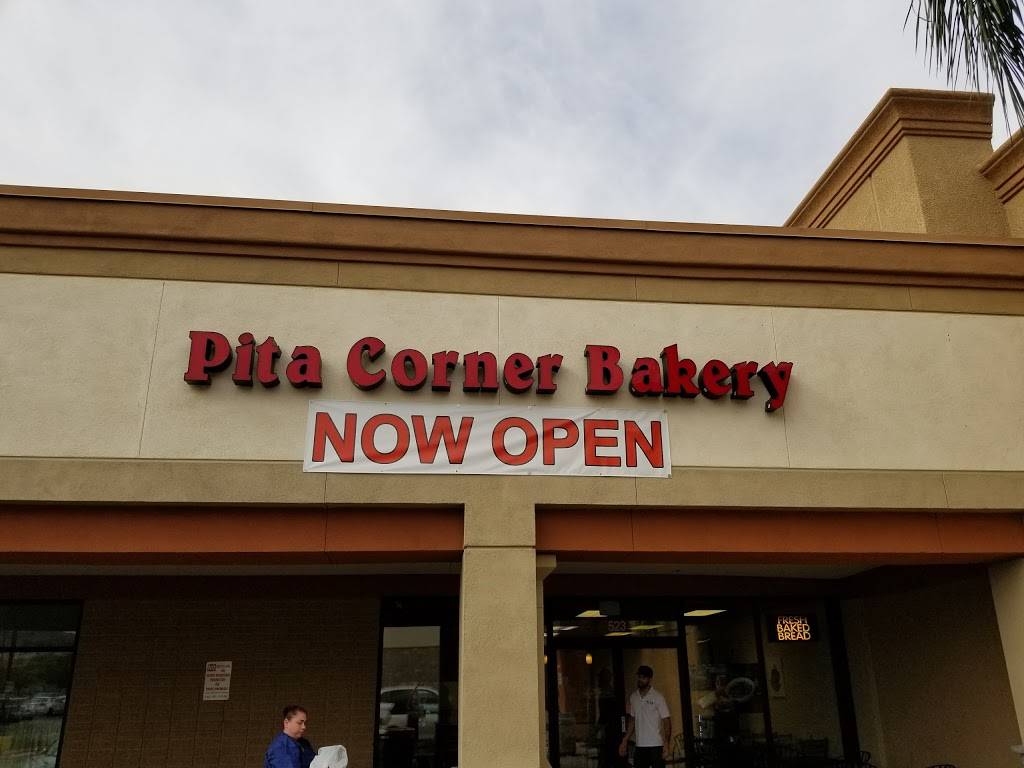 Pita Corner Bakery
NOW OPEN
523
FRESH
BAKED
BREAD